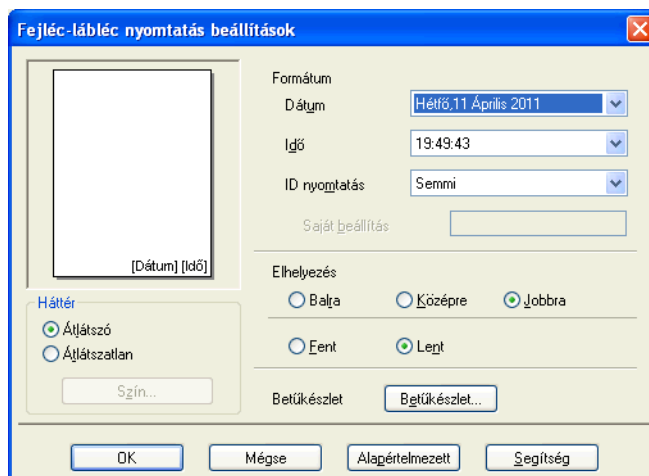 Fejléc-lábléc nyomtatás beállítások
[Dátum] [Idő]
Háttér
Átlátszó
Átlátszatlan
Szín...
Formátum
Dátum Hétfő,11 Április 2011
Idő 19:49:43
ID nyomtatás Semmi
Saját beállítás
Elhelyezés
Balra Középre Jobbra
Fent Lent
Betűkészlet Betűkészlet...
OK Mégse Alapértelmezett Segítség